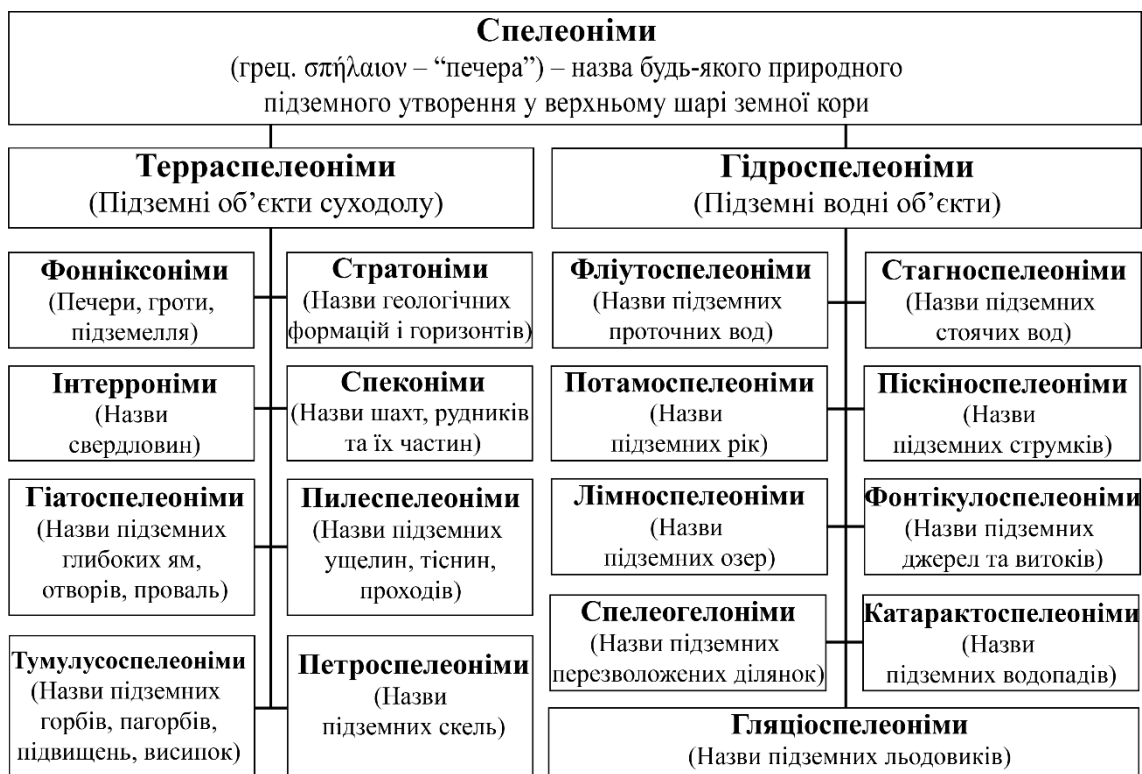 Спелеоніми
(грец. σπήλαιον – “печера”) – назва будь-якого природного
підземного утворення у верхньому шарі земної кори
Терраспелеоніми
(Підземні об’єкти суходолу)
Гідроспелеоніми
(Підземні водні об’єкти)
Фонніксоніми
(Печери, гроти,
підземелля)
Стратоніми
(Назви геологічних
формацій і горизонтів)
Фліутоспелеоніми
(Назви підземних
проточних вод)
Стагноспелеоніми
(Назви підземних
стоячих вод)
Інтерроніми
(Назви
свердловин)
Спеконіми
(Назви шахт, рудників
та їх частин)
Потамоспелеоніми
(Назви
підземних рік)
Піскіноспелеоніми
(Назви
підземних струмків)
Гіатоспелеоніми
(Назви підземних
глибоких ям,
отворів, проваль)
Пилеспелеоніми
(Назви підземних
ущелин, тіснин,
проходів)
Лімноспелеоніми
(Назви
підземних озер)
Фонтікулоспелеоніми
(Назви підземних
джерел та витоків)
Спелеогелоніми
(Назви підземних
перезволожених ділянок)
Катарактоспелеоніми
(Назви
підземних водопадів)
Тумулусоспелеоніми
(Назви підземних
горбів, пагорбів,
підвищень, висипок)
Петроспелеоніми
(Назви
підземних скель)
Гляціоспелеоніми
(Назви підземних льодовиків)